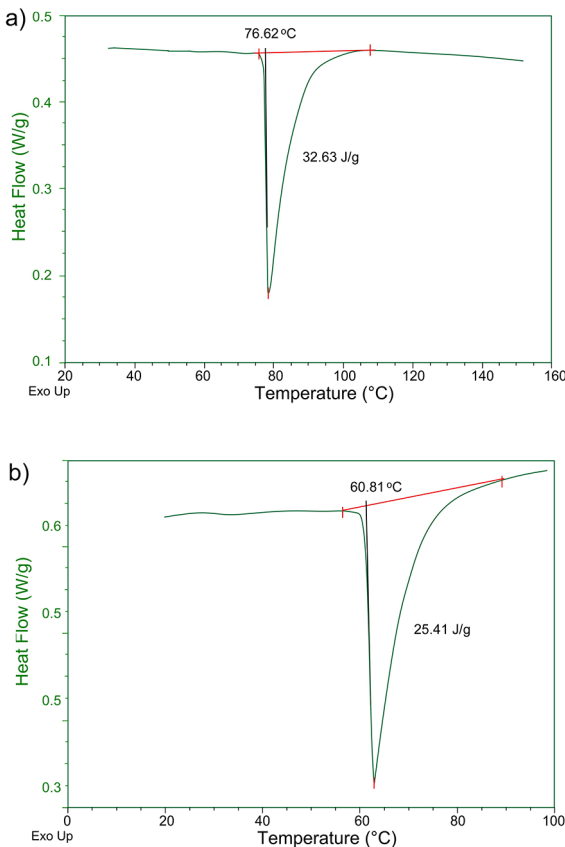 a)
0.5
76.62 ºC
0.4
32.63 J/g
0.3
0.2
0.1
Heat Flow (W/g)
20 40 60 80 100 120 140 160
Exo Up
Temperature (°C)
b)
60.81 ºC
0.6
0.5
25.41 J/g
0.5
0.3
Heat Flow (W/g)
0 20 40 60 80 100
Exo Up
Temperature (°C)